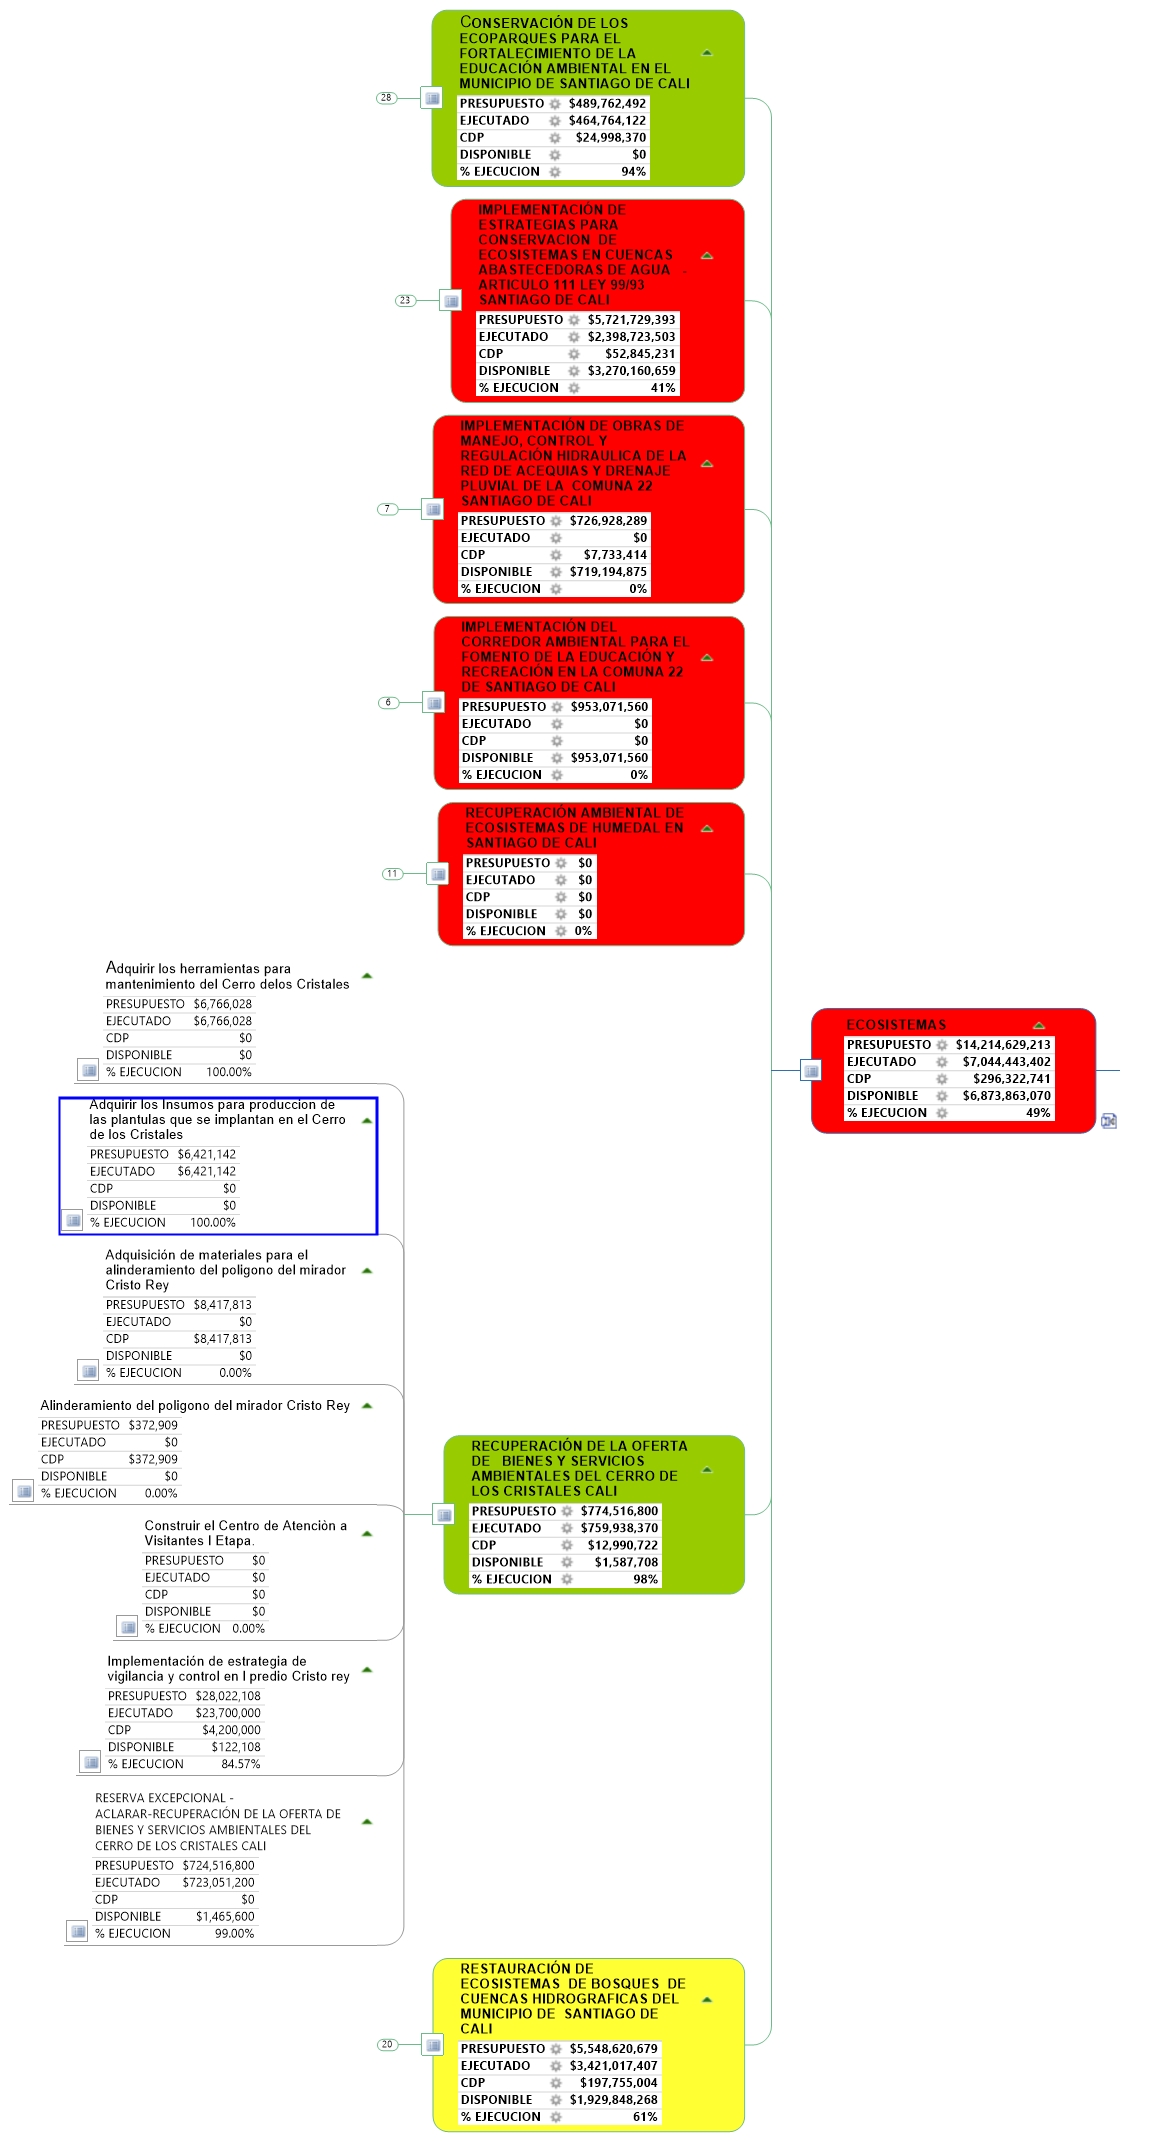 CONSERVACIÓN DE LOS
ECOPARQUES PARA EL
FORTALECIMIENTO DE LA
EDUCACIÓN AMBIENTAL EN EL
MUNICIPIO DE SANTIAGO DE CALI
28
PRESUPUESTO $489,762,492
EJECUTADO $464,764,122
CDP $24,998,370
DISPONIBLE $0
% EJECUCION 94%
IMPLEMENTACIÓN DE
ESTRATEGIAS PARA
CONSERVACION DE
ECOSISTEMAS EN CUENCAS
ABASTECEDORAS DE AGUA -
ARTICULO 111 LEY 99/93
SANTIAGO DE CALI
23
PRESUPUESTO $5,721,729,393
EJECUTADO $2,398,723,503
CDP $52,845,231
DISPONIBLE $3,270,160,659
% EJECUCION 41%
IMPLEMENTACIÓN DE OBRAS DE
MANEJO, CONTROL Y
REGULACIÓN HIDRÁULICA DE LA
RED DE ACEQUIAS Y DRENAJE
PLUVIAL DE LA COMUNA 22
SANTIAGO DE CALI
7
PRESUPUESTO $726,928,289
EJECUTADO $0
CDP $7,733,414
DISPONIBLE $719,194,875
% EJECUCION 0%
IMPLEMENTACIÓN DEL
CORREDOR AMBIENTAL PARA EL
FOMENTO DE LA EDUCACIÓN Y
RECREACIÓN EN LA COMUNA 22
DE SANTIAGO DE CALI
6
PRESUPUESTO $953,071,560
EJECUTADO $0
CDP $0
DISPONIBLE $953,071,560
% EJECUCION 0%
RECUPERACIÓN AMBIENTAL DE
ECOSISTEMAS DE HUMEDAL EN
SANTIAGO DE CALI
11
PRESUPUESTO $0
EJECUTADO $0
CDP $0
DISPONIBLE $0
% EJECUCION 0%
Adquirir los herramientas para
mantenimiento del Cerro delos Cristales
PRESUPUESTO $6,766,028
EJECUTADO $6,766,028
CDP $0
DISPONIBLE $0
% EJECUCION 100.00%
Adquirir los Insumos para produccion de
las plantulas que se implantan en el Cerro
de los Cristales
PRESUPUESTO $6,421,142
EJECUTADO $6,421,142
CDP $0
DISPONIBLE $0
% EJECUCION 100.00%
Adquisición de materiales para el
alinderamiento del poligono del mirador
Cristo Rey
PRESUPUESTO $8,417,813
EJECUTADO $0
CDP $8,417,813
DISPONIBLE $0
% EJECUCION 0.00%
Alinderamiento del poligono del mirador Cristo Rey
PRESUPUESTO $372,909
EJECUTADO $0
CDP $372,909
DISPONIBLE $0
% EJECUCION 0.00%
Construir el Centro de Atenciòn a
Visitantes I Etapa.
PRESUPUESTO $0
EJECUTADO $0
CDP $0
DISPONIBLE $0
% EJECUCION 0.00%
Implementación de estrategia de
vigilancia y control en l predio Cristo rey
PRESUPUESTO $28,022,108
EJECUTADO $23,700,000
CDP $4,200,000
DISPONIBLE $122,108
% EJECUCION 84.57%
RESERVA EXCEPCIONAL -
ACLARAR-RECUPERACIÓN DE LA OFERTA DE
BIENES Y SERVICIOS AMBIENTALES DEL
CERRO DE LOS CRISTALES CALI
PRESUPUESTO $724,516,800
EJECUTADO $723,051,200
CDP $0
DISPONIBLE $1,465,600
% EJECUCION 99.00%
RECUPERACIÓN DE LA OFERTA
DE BIENES Y SERVICIOS
AMBIENTALES DEL CERRO DE
LOS CRISTALES CALI
PRESUPUESTO $774,516,800
EJECUTADO $759,938,370
CDP $12,990,722
DISPONIBLE $1,587,708
% EJECUCION 98%
RESTAURACIÓN DE
ECOSISTEMAS DE BOSQUES DE
CUENCAS HIDROGRAFICAS DEL
MUNICIPIO DE SANTIAGO DE
CALI
20
PRESUPUESTO $5,548,620,679
EJECUTADO $3,421,017,407
CDP $197,755,004
DISPONIBLE $1,929,848,268
% EJECUCION 61%
ECOSISTEMAS
PRESUPUESTO $14,214,629,213
EJECUTADO $7,044,443,402
CDP $296,322,741
DISPONIBLE $6,873,863,070
% EJECUCION 49%